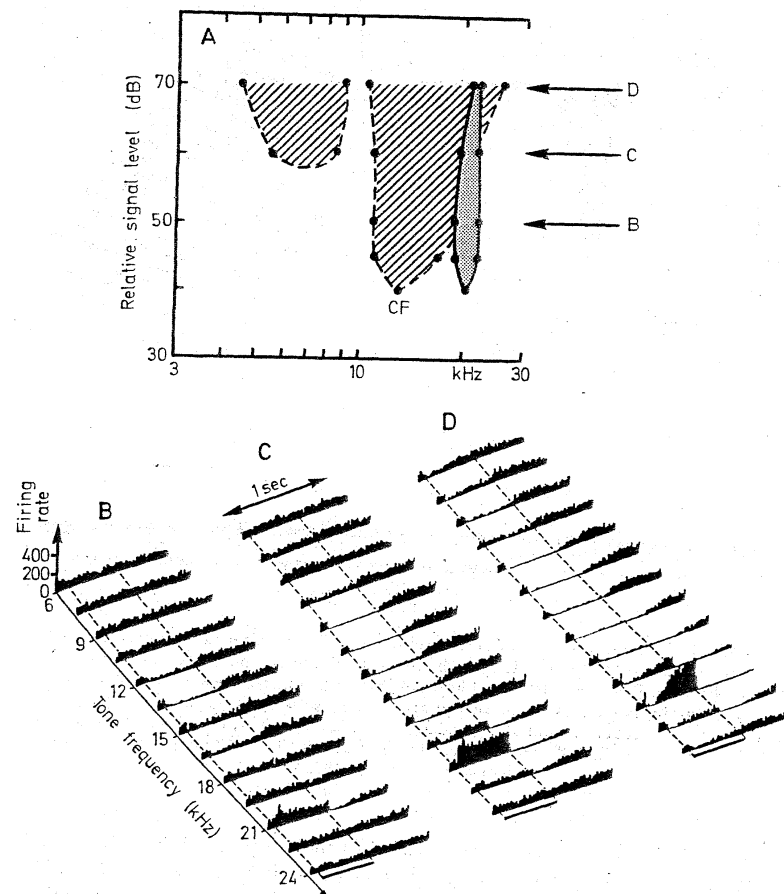 A
Relative signal level (dB)
70
50
30
3
10
kHz
30
CF
D
C
B
B
C
D
1 sec
Firing
rate
400
200
0
6
9
12
15
18
21
24
Tone frequency (kHz)